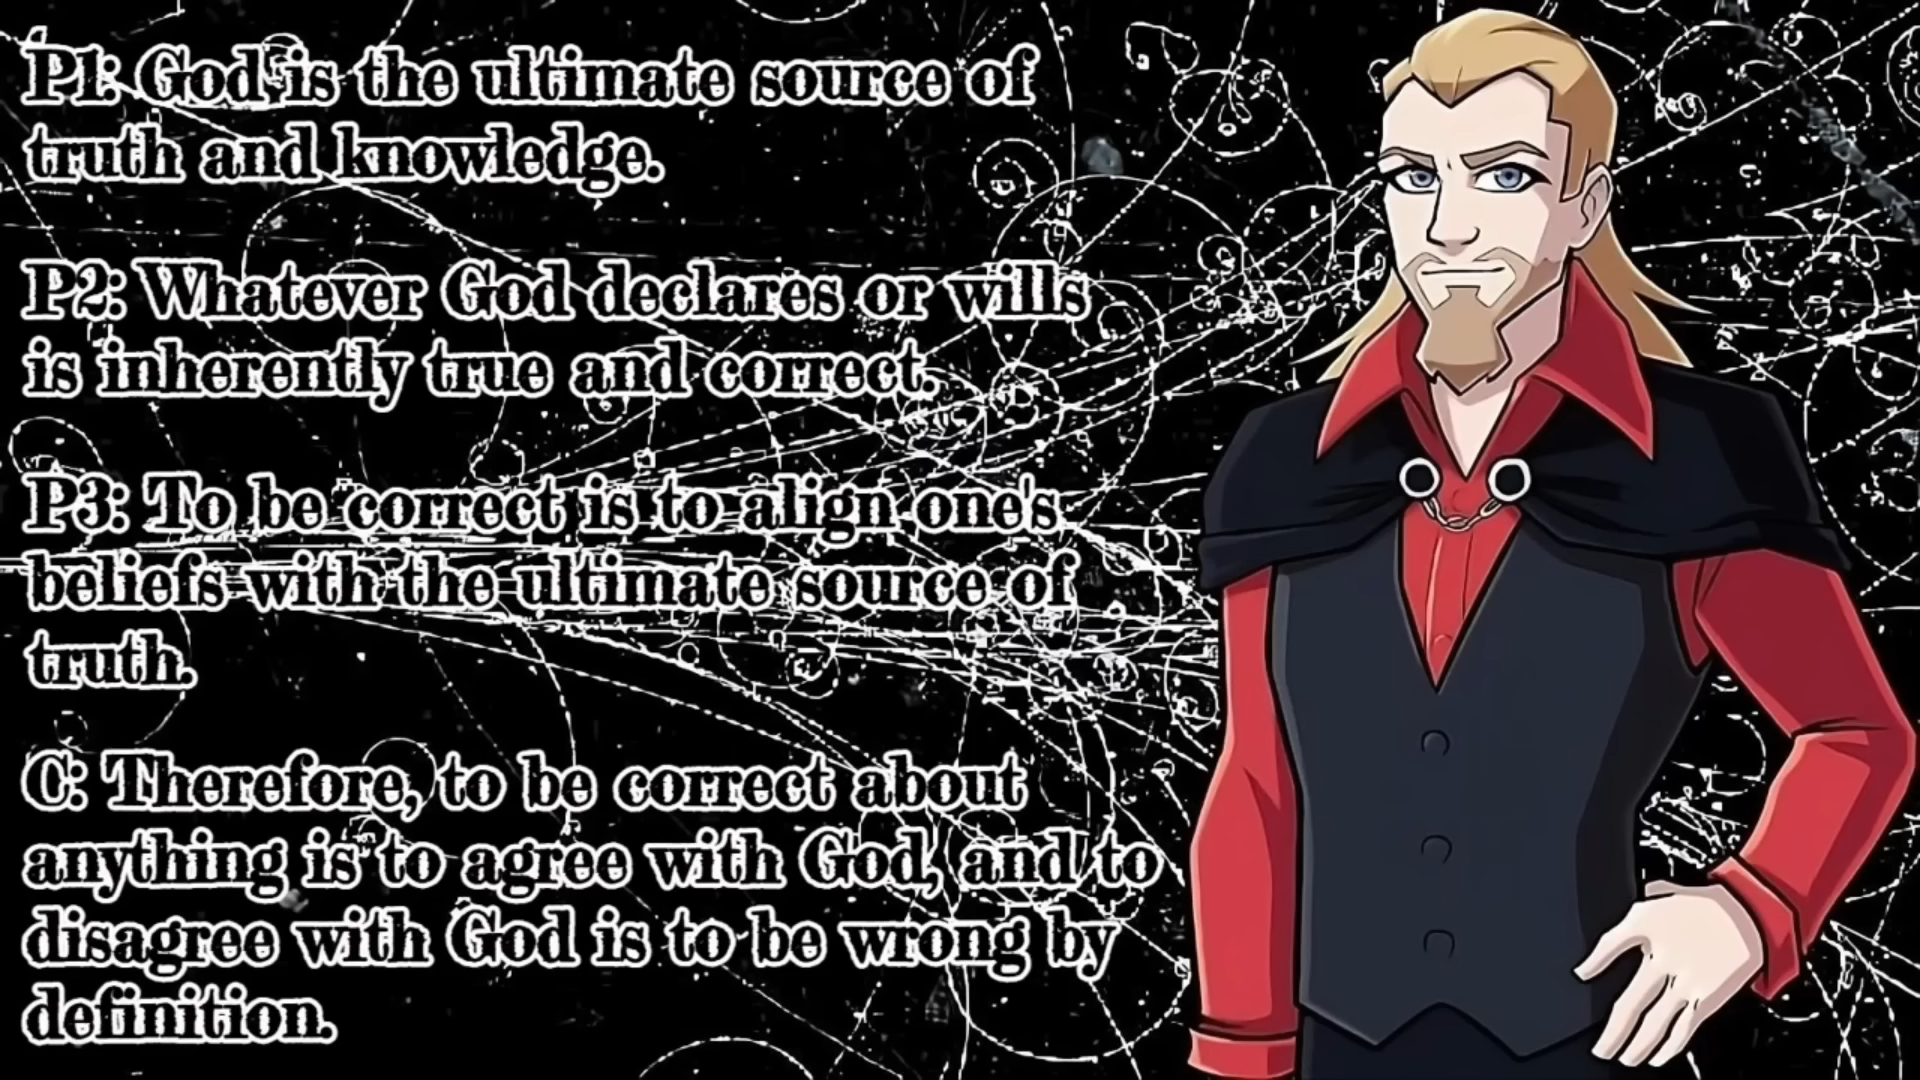 P1: God is the ultimate source of
truth and knowledge.
P2: Whatever God declares or wills
is inherently true and correct.
P3: To be correct is to align one's
beliefs with the ultimate source of
truth.
C: Therefore, to be correct about
anything is to agree with God, and to
disagree with God is to be wrong by
definition.